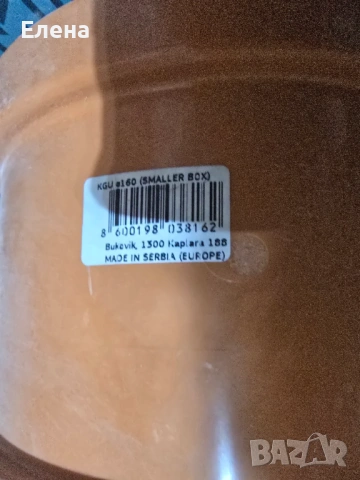 Елена
KGU ø160 (SMALLER BOX)
8 600198 038162
Bukovik, 1300 Kaplara 188
MADE IN SERBIA (EUROPE)
BAZAR